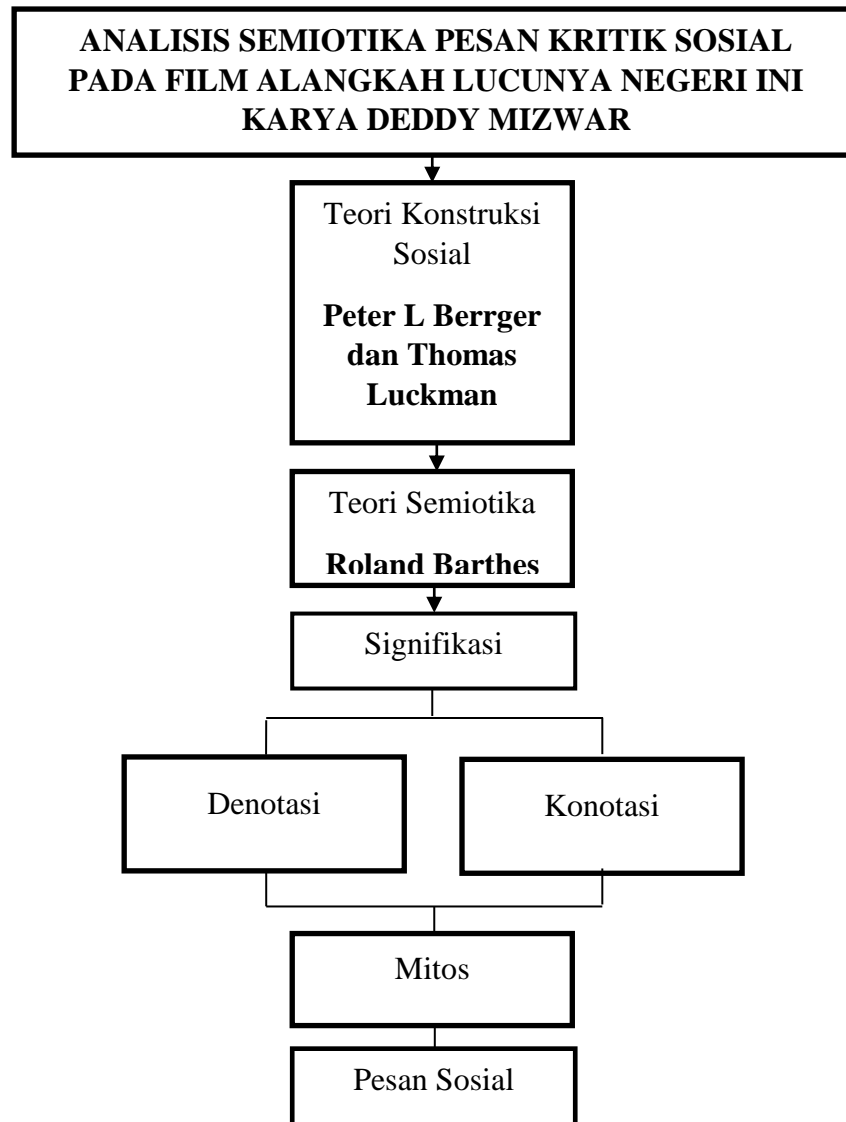 ANALISIS SEMIOTIKA PESAN KRITIK SOSIAL
PADA FILM ALANGKAH LUCUNYA NEGERI INI
KARYA DEDDY MIZWAR
Teori Konstruksi
Sosial
Peter L Berrger
dan Thomas
Luckman
Teori Semiotika
Roland Barthes
Signifikasi
Denotasi
Konotasi
Mitos
Pesan Sosial